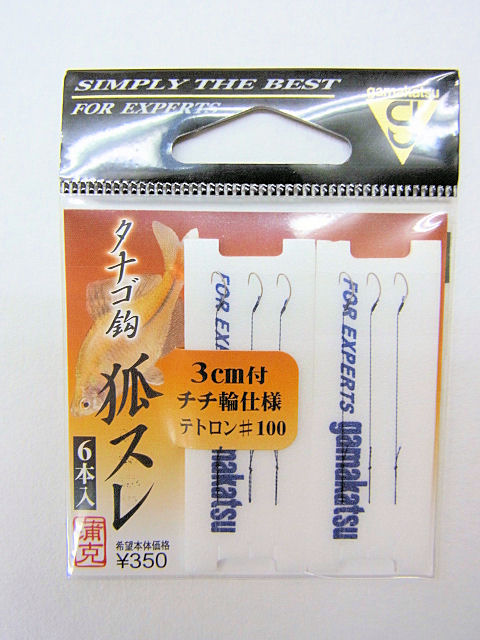 SIMPLY THE BEST
FOR EXPERTS
gamakatsu
G
タナゴ鈎
狐スレ
6本入
蒲克
希望本体価格
¥350
3cm付
チチ輪仕様
テトロン♯100
FOR EXPERTS
gamakatsu
FOR EXPERTS
gamakatsu